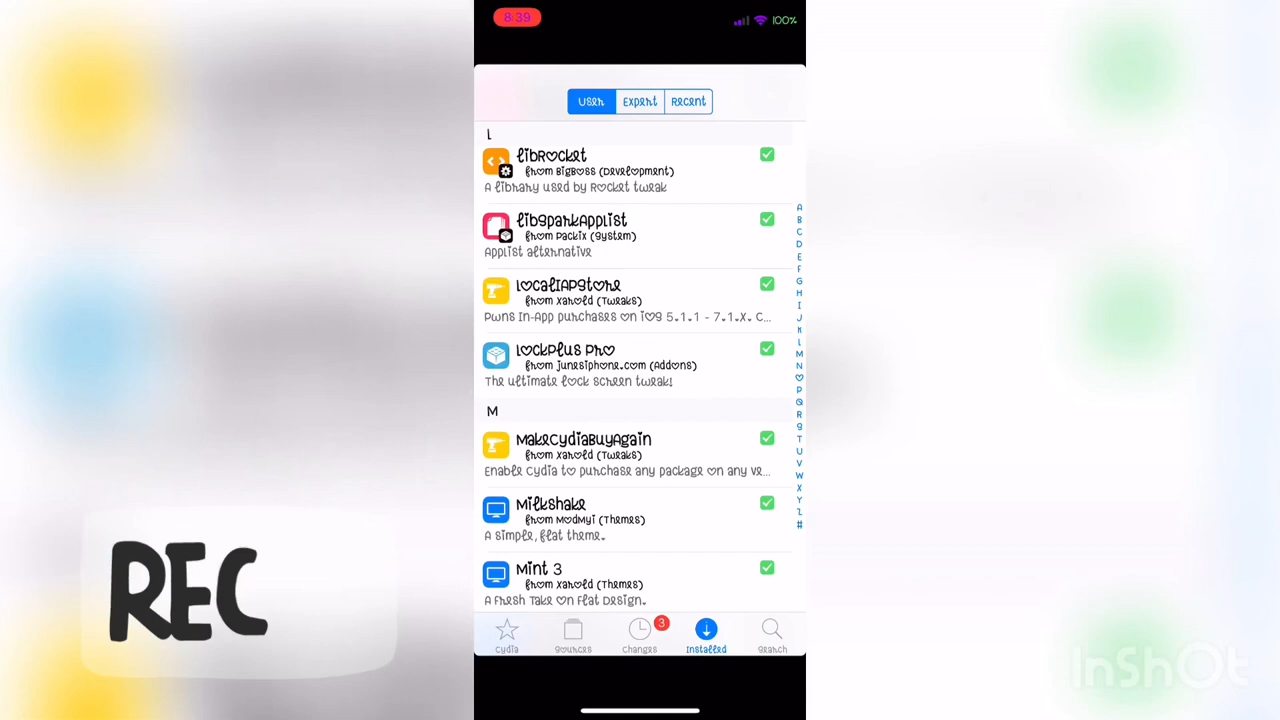 8:39
100%
User Expert Recent
L
libRocket
from BigBoss (Development)
A library used by Rocket tweak
libSparkAppList
from Packix (System)
Applist alternative
LocalIAPStore
from xarold (Tweaks)
Pwns In-App purchases on iOS 5.1.1 - 7.1.x. C...
LockPlus Pro
from junesiphone.com (Addons)
The ultimate lock screen tweak!
M
MakeCydiaBuyAgain
from xarold (Tweaks)
Enable Cydia to purchase any package on any ve...
Milkshake
from ModMyi (Themes)
A simple, flat theme.
Mint 3
from xarold (Themes)
A Fresh Take on Flat Design.
A
B
C
D
E
F
G
H
I
J
K
L
M
N
O
P
Q
R
S
T
U
V
W
X
Y
Z
#
3
Cydia Sources Changes Installed Search
REC
InShOt